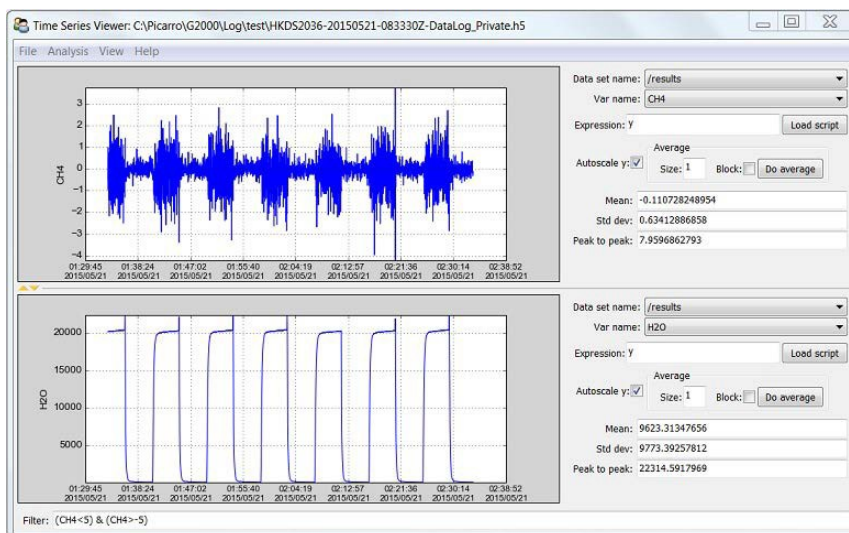 Time Series Viewer: C:\Picarro\G2000\Log\test\HKDS2036-20150521-083330Z-DataLog_Private.h5
File Analysis View Help
CH4
3
2
1
0
−1
−2
−3
−4
01:29:45 01:38:24 01:47:02 01:55:40 02:04:19 02:12:57 02:21:36 02:30:14 02:38:52
2015/05/21 2015/05/21 2015/05/21 2015/05/21 2015/05/21 2015/05/21 2015/05/21 2015/05/21 2015/05/21
Data set name: /results
Var name: CH4
Expression: y Load script
Average
Autoscale y: Size: 1 Block: Do average
Mean: -0.110728248954
Std dev: 0.63412886858
Peak to peak: 7.9596862793
H2O
20000
15000
10000
5000
01:29:45 01:38:24 01:47:02 01:55:40 02:04:19 02:12:57 02:21:36 02:30:14 02:38:52
2015/05/21 2015/05/21 2015/05/21 2015/05/21 2015/05/21 2015/05/21 2015/05/21 2015/05/21 2015/05/21
Data set name: /results
Var name: H2O
Expression: y Load script
Average
Autoscale y: Size: 1 Block: Do average
Mean: 9623.31347656
Std dev: 9773.39257812
Peak to peak: 22314.5917969
Filter: (CH4<5) & (CH4>-5)